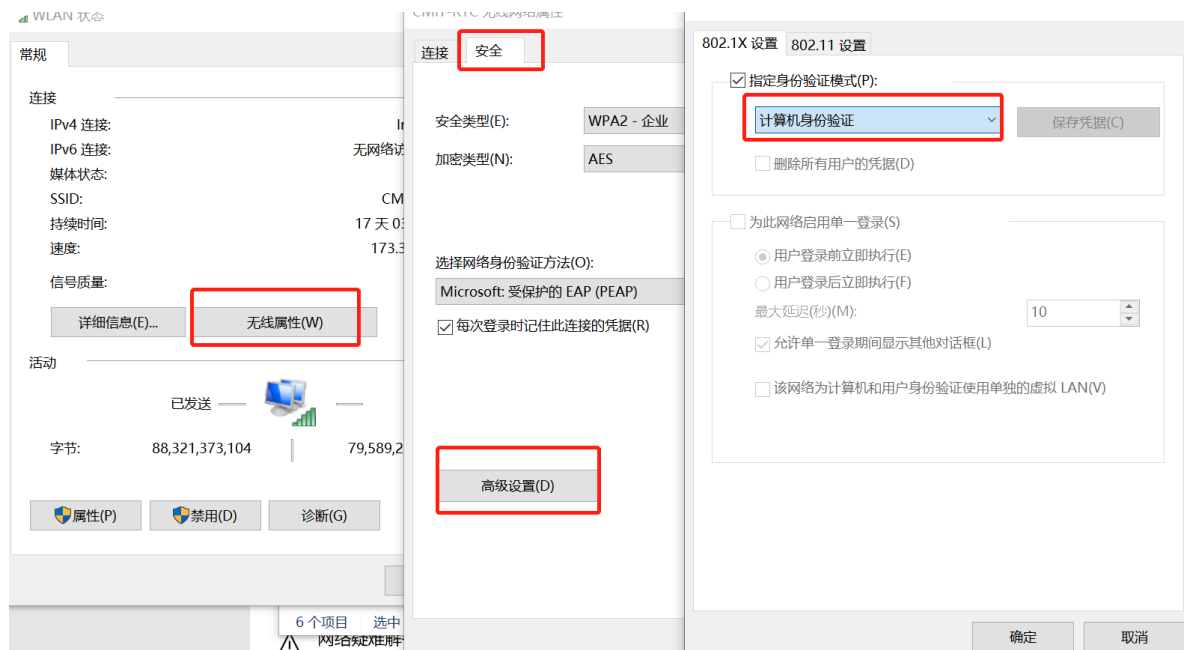 WLAN 状态
常规
连接
IPv4 连接:
IPv6 连接: 无网络访
媒体状态:
SSID: CM
持续时间: 17 天 03
速度: 173.3
信号质量:
详细信息(E)...
无线属性(W)
活动
已发送
字节: 88,321,373,104 79,589,2
属性(P)
禁用(D)
诊断(G)
6 个项目 选中
网络疑难解
无线网络属性
连接
安全
安全类型(E): WPA2 - 企业
加密类型(N): AES
选择网络身份验证方法(O):
Microsoft: 受保护的 EAP (PEAP)
每次登录时记住此连接的凭据(R)
高级设置(D)
802.1X 设置
802.11 设置
指定身份验证模式(P):
计算机身份验证
保存凭据(C)
删除所有用户的凭据(D)
为此网络启用单一登录(S)
用户登录前立即执行(E)
用户登录后立即执行(F)
最大延迟(秒)(M): 10
允许单一登录期间显示其他对话框(L)
该网络为计算机和用户身份验证使用单独的虚拟 LAN(V)
确定
取消